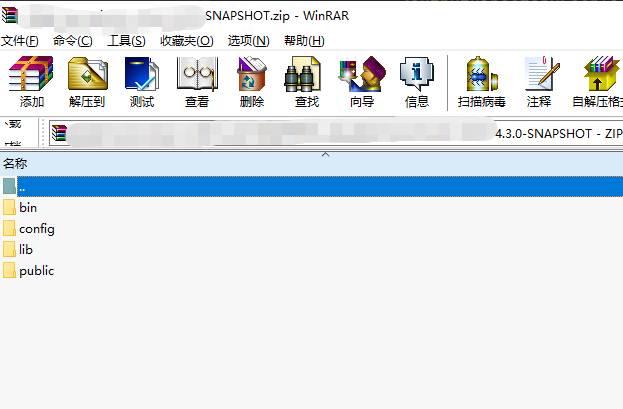 SNAPSHOT.zip - WinRAR
文件(F) 命令(C) 工具(S) 收藏夹(O) 选项(N) 帮助(H)
添加 解压到 测试 查看 删除 查找 向导 信息 扫描病毒 注释 自解压格式
下载
4.3.0-SNAPSHOT - ZIP
名称
..
bin
config
lib
public